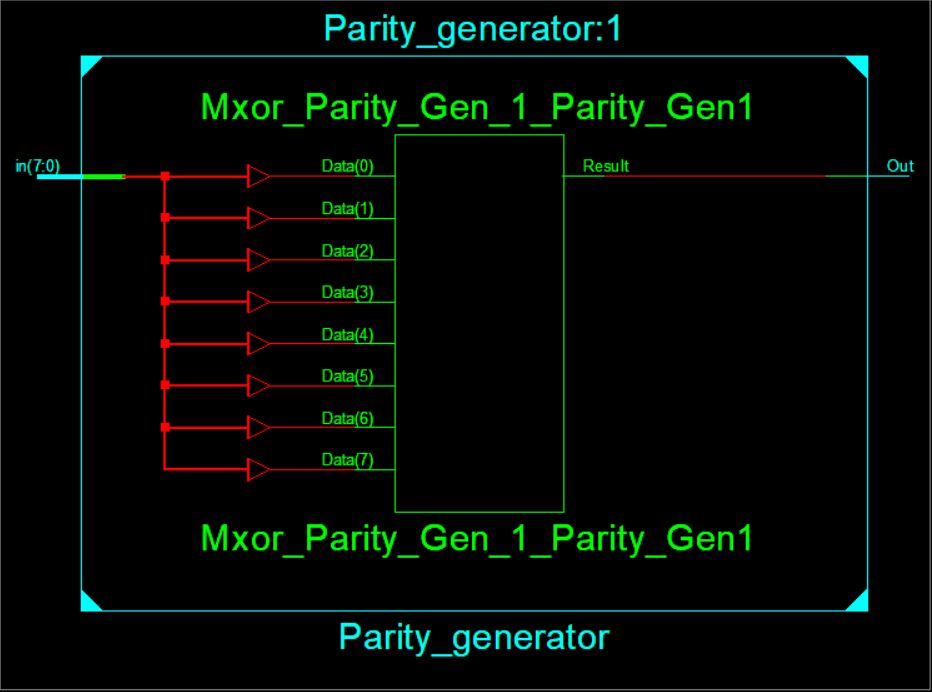 Parity_generator:1
Mxor_Parity_Gen_1_Parity_Gen1
in(7:0)
Data(0)
Result
Out
Data(1)
Data(2)
Data(3)
Data(4)
Data(5)
Data(6)
Data(7)
Mxor_Parity_Gen_1_Parity_Gen1
Parity_generator